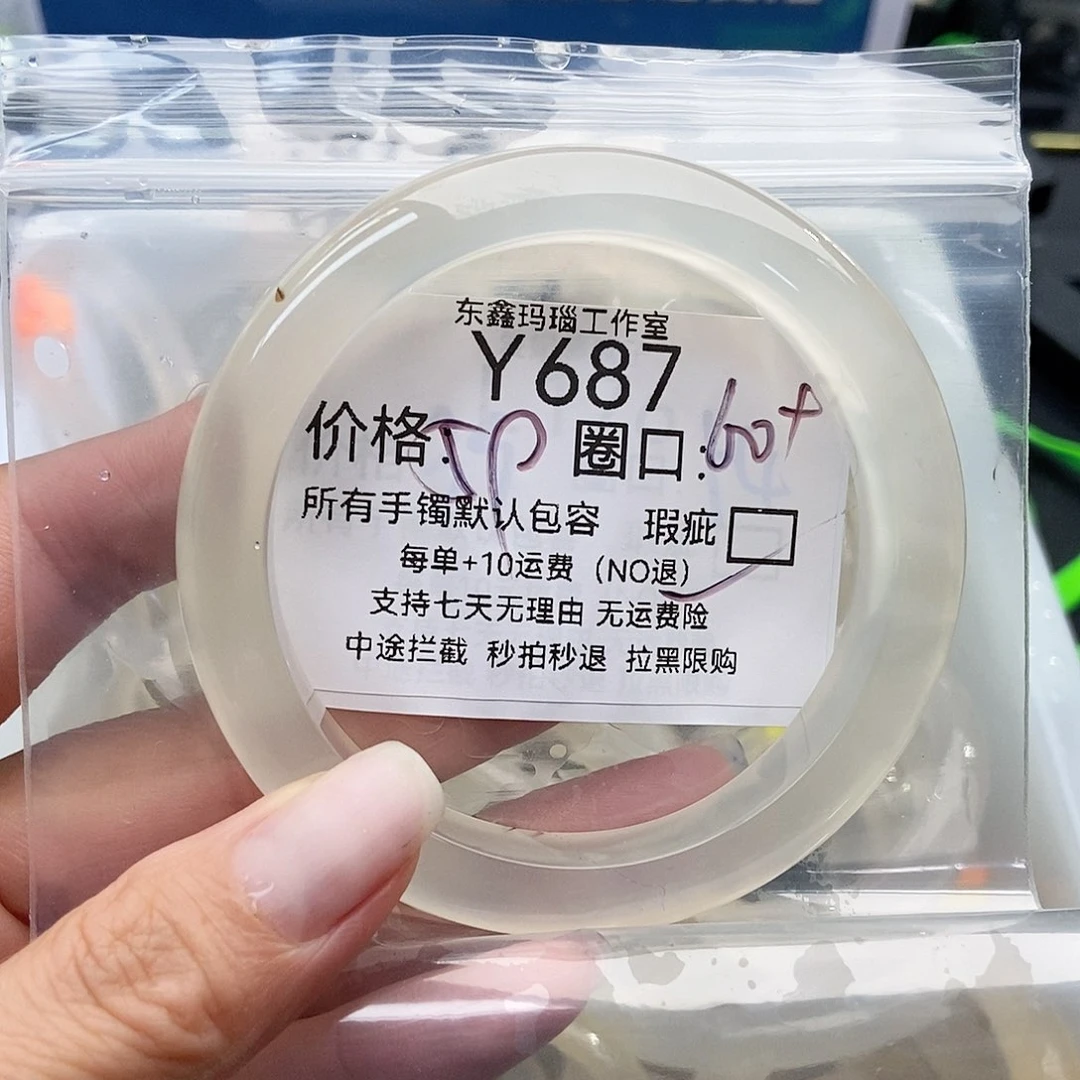 东鑫玛瑙工作室
Y687
价格: 圈口:60+
所有手镯默认包容 瑕疵
每单+10运费（NO退）
支持七天无理由 无运费险
中途拦截 秒拍秒退 拉黑限购